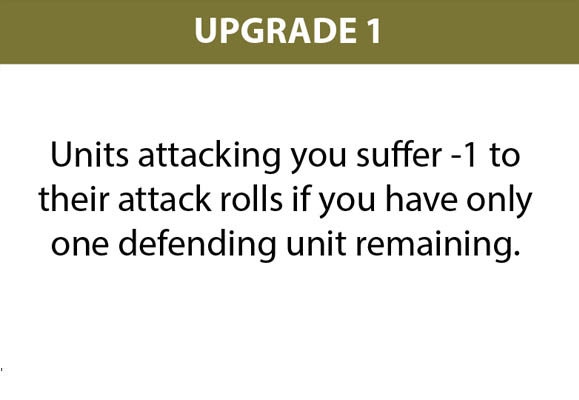 UPGRADE 1
Units attacking you suffer -1 to
their attack rolls if you have only
one defending unit remaining.